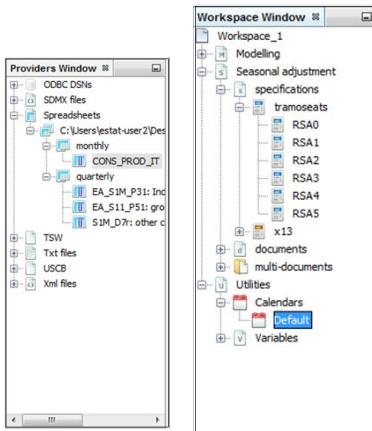 Providers Window
ODBC DSNs
SDMX files
Spreadsheets
C:\Users\estat-user2\Des
monthly
CONS_PROD_IT
quarterly
EA_S1M_P31: Inc
EA_S11_P51: gro
S1M_D7r: other c
TSW
Txt files
USCB
Xml files
Workspace Window
Workspace_1
Modelling
Seasonal adjustment
specifications
tramoseats
RSA0
RSA1
RSA2
RSA3
RSA4
RSA5
x13
documents
multi-documents
Utilities
Calendars
Default
Variables